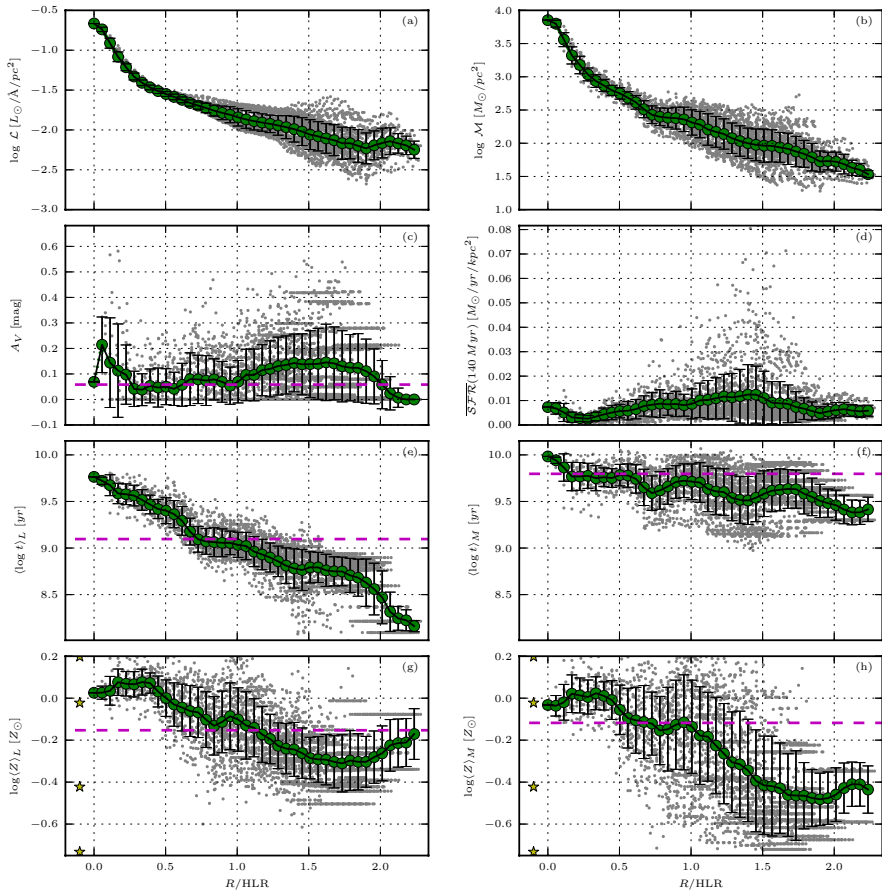 (a)
−0.5
−1.0
−1.5
−2.0
−2.5
−3.0
log ℒ [L⊙/Å/pc²]
(b)
4.0
3.5
3.0
2.5
2.0
1.5
1.0
log ℳ [M⊙/pc²]
(c)
0.6
0.5
0.4
0.3
0.2
0.1
0.0
−0.1
A_V [mag]
(d)
0.08
0.07
0.06
0.05
0.04
0.03
0.02
0.01
0.00
SFR(140 Myr) [M⊙/yr/kpc²]
(e)
10.0
9.5
9.0
8.5
⟨log t⟩_L [yr]
(f)
10.0
9.5
9.0
8.5
⟨log t⟩_M [yr]
(g)
0.2
0.0
−0.2
−0.4
−0.6
log⟨Z⟩_L [Z⊙]
0.0 0.5 1.0 1.5 2.0
R/HLR
(h)
0.2
0.0
−0.2
−0.4
−0.6
log⟨Z⟩_M [Z⊙]
0.0 0.5 1.0 1.5 2.0
R/HLR